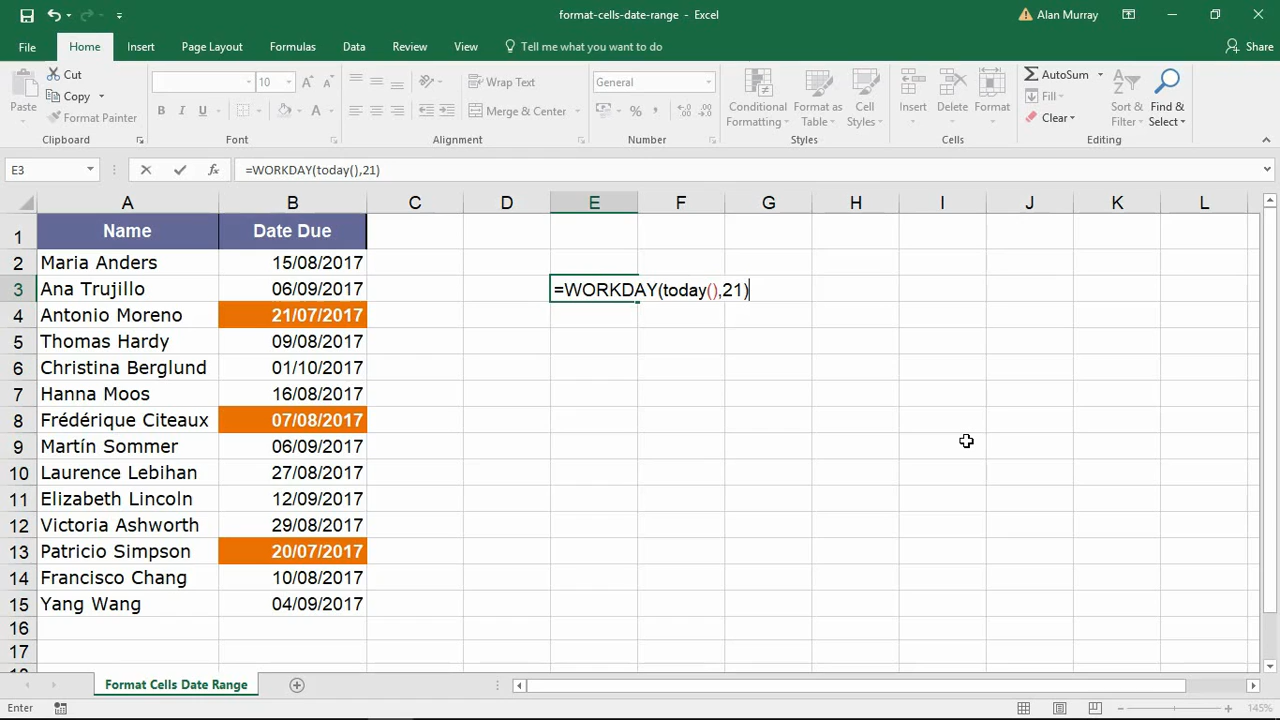 format-cells-date-range - Excel
Alan Murray
File Home Insert Page Layout Formulas Data Review View Tell me what you want to do Share
Paste
Cut
Copy
Format Painter
Clipboard
10
B I U
Font
Wrap Text
Merge & Center
Alignment
General
Number
Conditional Formatting
Format as Table
Cell Styles
Styles
Insert Delete Format
Cells
AutoSum
Fill
Clear
Sort & Filter
Find & Select
Editing
E3 fx =WORKDAY(today(),21)
A B C D E F G H I J K L
1 Name Date Due
2 Maria Anders 15/08/2017
3 Ana Trujillo 06/09/2017 =WORKDAY(today(),21)
4 Antonio Moreno 21/07/2017
5 Thomas Hardy 09/08/2017
6 Christina Berglund 01/10/2017
7 Hanna Moos 16/08/2017
8 Frédérique Citeaux 07/08/2017
9 Martín Sommer 06/09/2017
10 Laurence Lebihan 27/08/2017
11 Elizabeth Lincoln 12/09/2017
12 Victoria Ashworth 29/08/2017
13 Patricio Simpson 20/07/2017
14 Francisco Chang 10/08/2017
15 Yang Wang 04/09/2017
16
17
Format Cells Date Range
Enter 145%